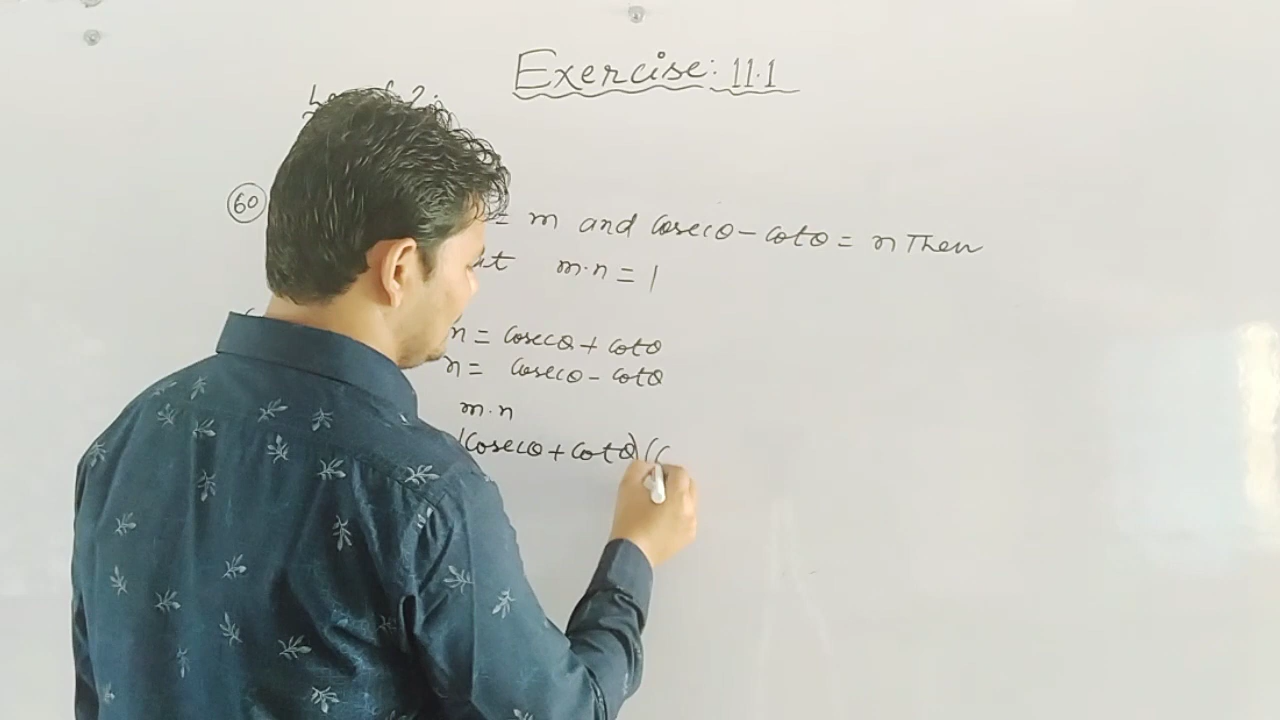 Exercise: 11.1
60
= m and Cosecθ - Cotθ = n Then
m.n = 1
= Cosecθ + Cotθ
n = Cosecθ - Cotθ
m.n
(Cosecθ + Cotθ) (C